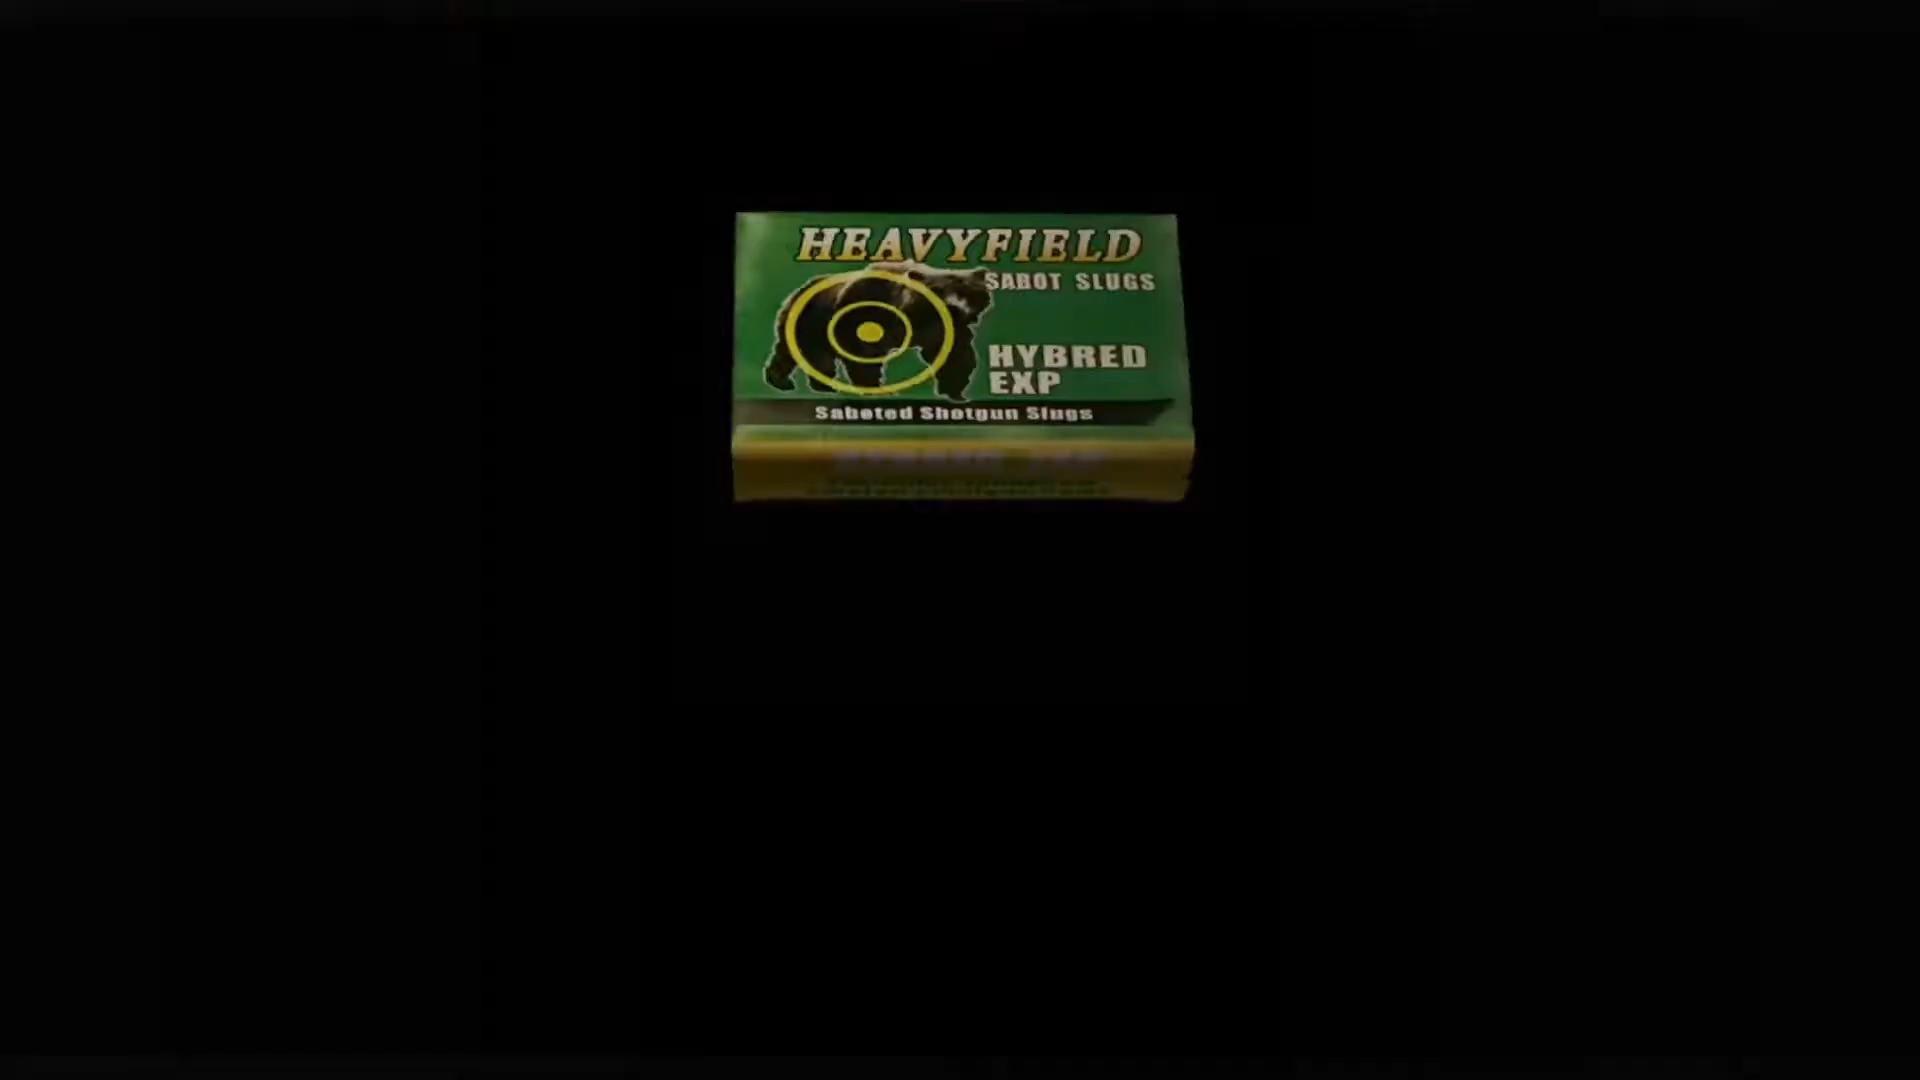 HEAVYFIELD
SABOT SLUGS
HYBRED
EXP
Saboted Shotgun Slugs